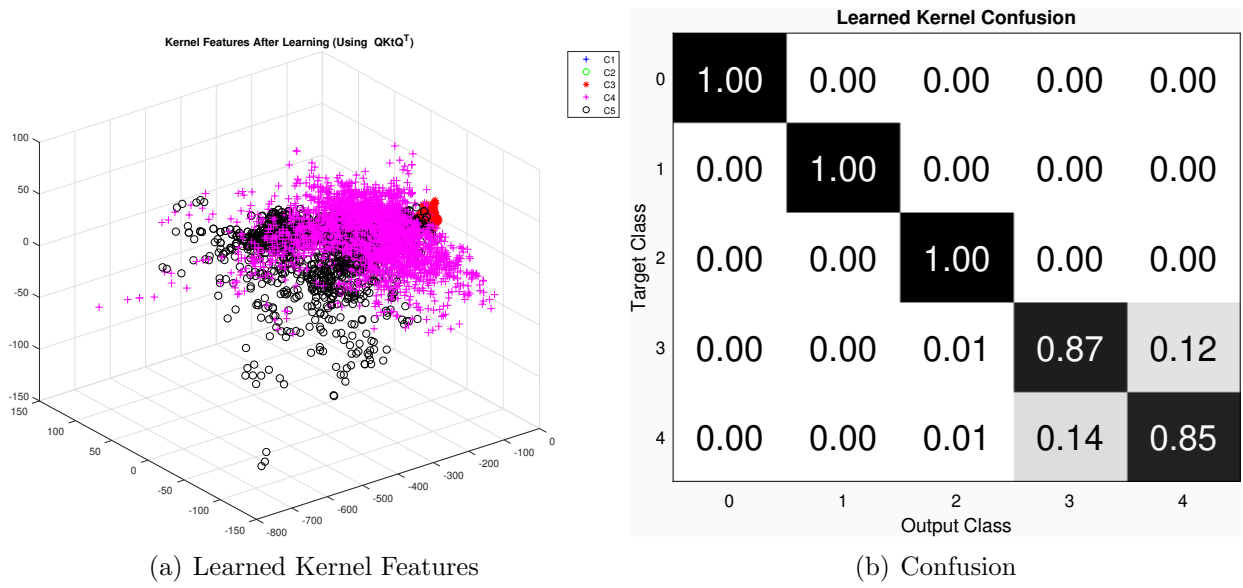 Kernel Features After Learning (Using QKtQ^T)
C1
C2
C3
C4
C5
100
50
0
-50
-100
-150
150
100
50
0
-50
-100
-150
-800
-700
-600
-500
-400
-300
-200
-100
0
(a) Learned Kernel Features
Learned Kernel Confusion
Target Class
0 1.00 0.00 0.00 0.00 0.00
1 0.00 1.00 0.00 0.00 0.00
2 0.00 0.00 1.00 0.00 0.00
3 0.00 0.00 0.01 0.87 0.12
4 0.00 0.00 0.01 0.14 0.85
0 1 2 3 4
Output Class
(b) Confusion